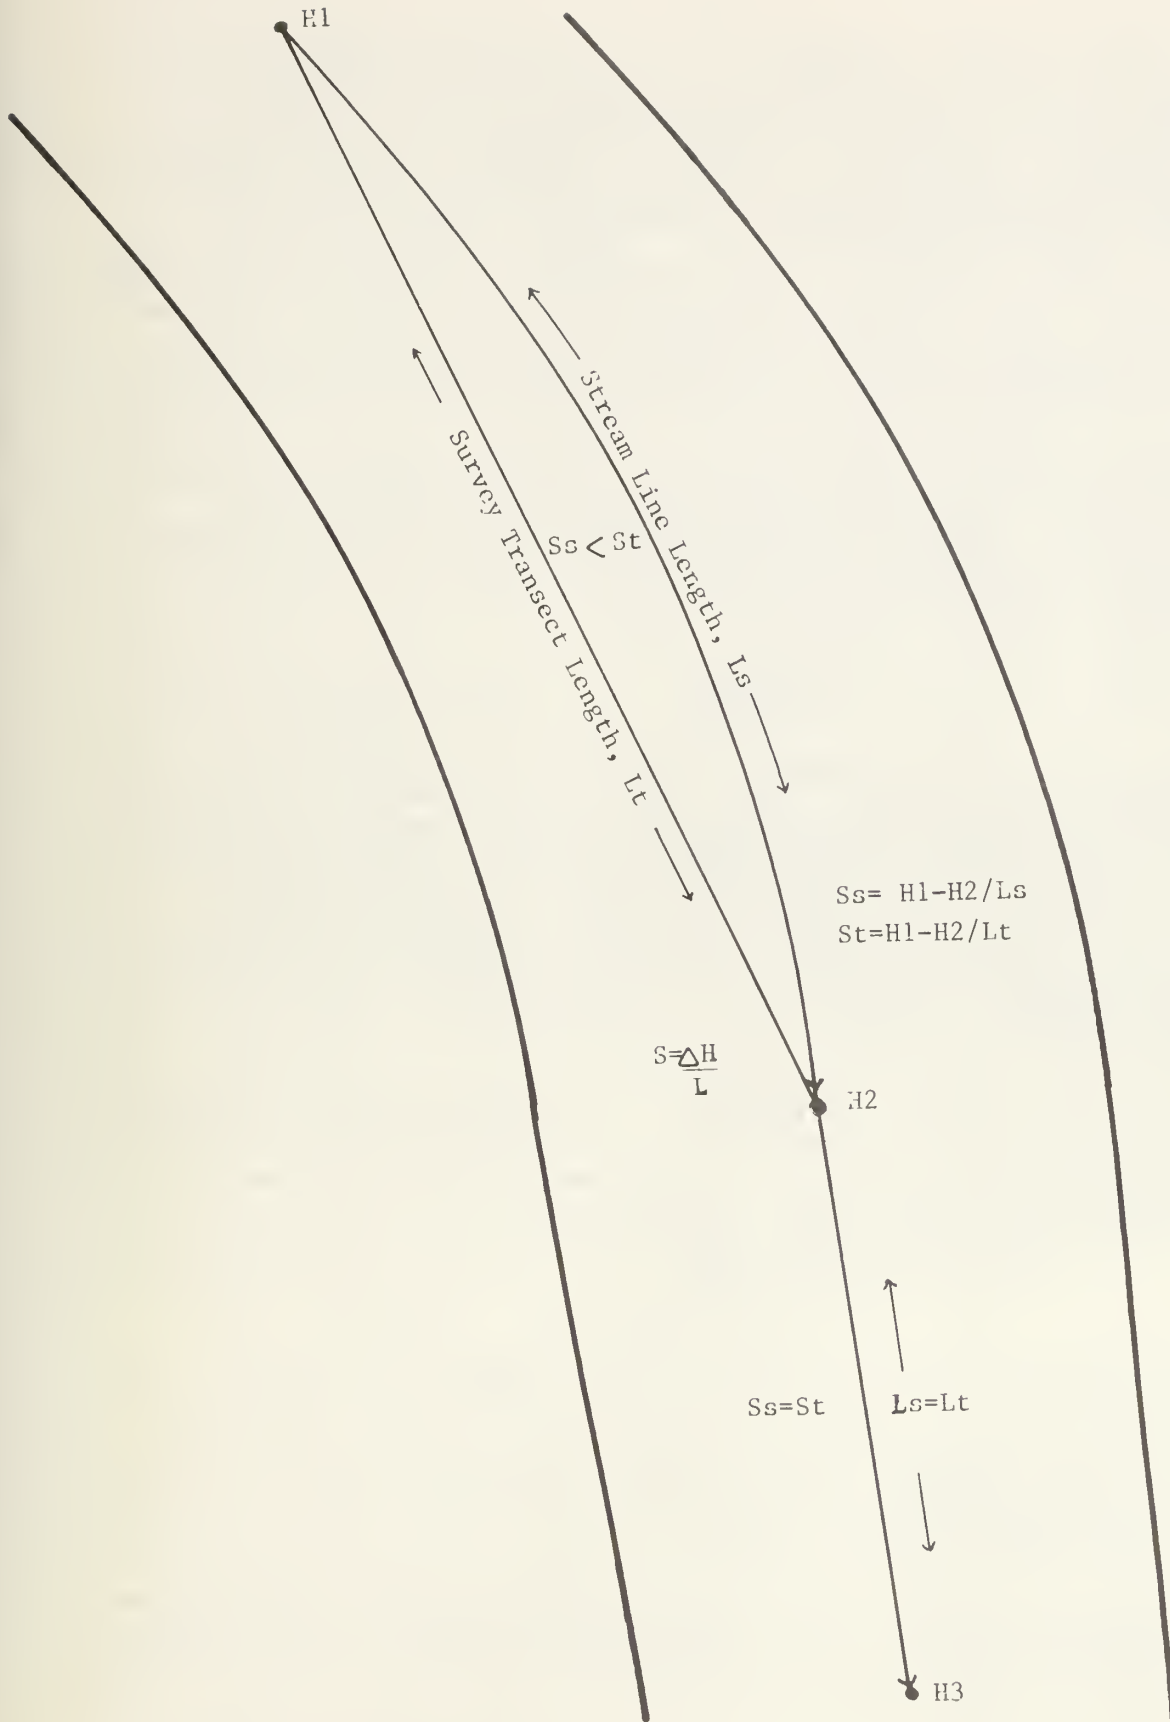 H1
Stream Line Length, Ls
Survey Transect Length, Lt
Ss < St
Ss= H1-H2/Ls
St=H1-H2/Lt
S=△H
L
H2
Ss=St
Ls=Lt
H3